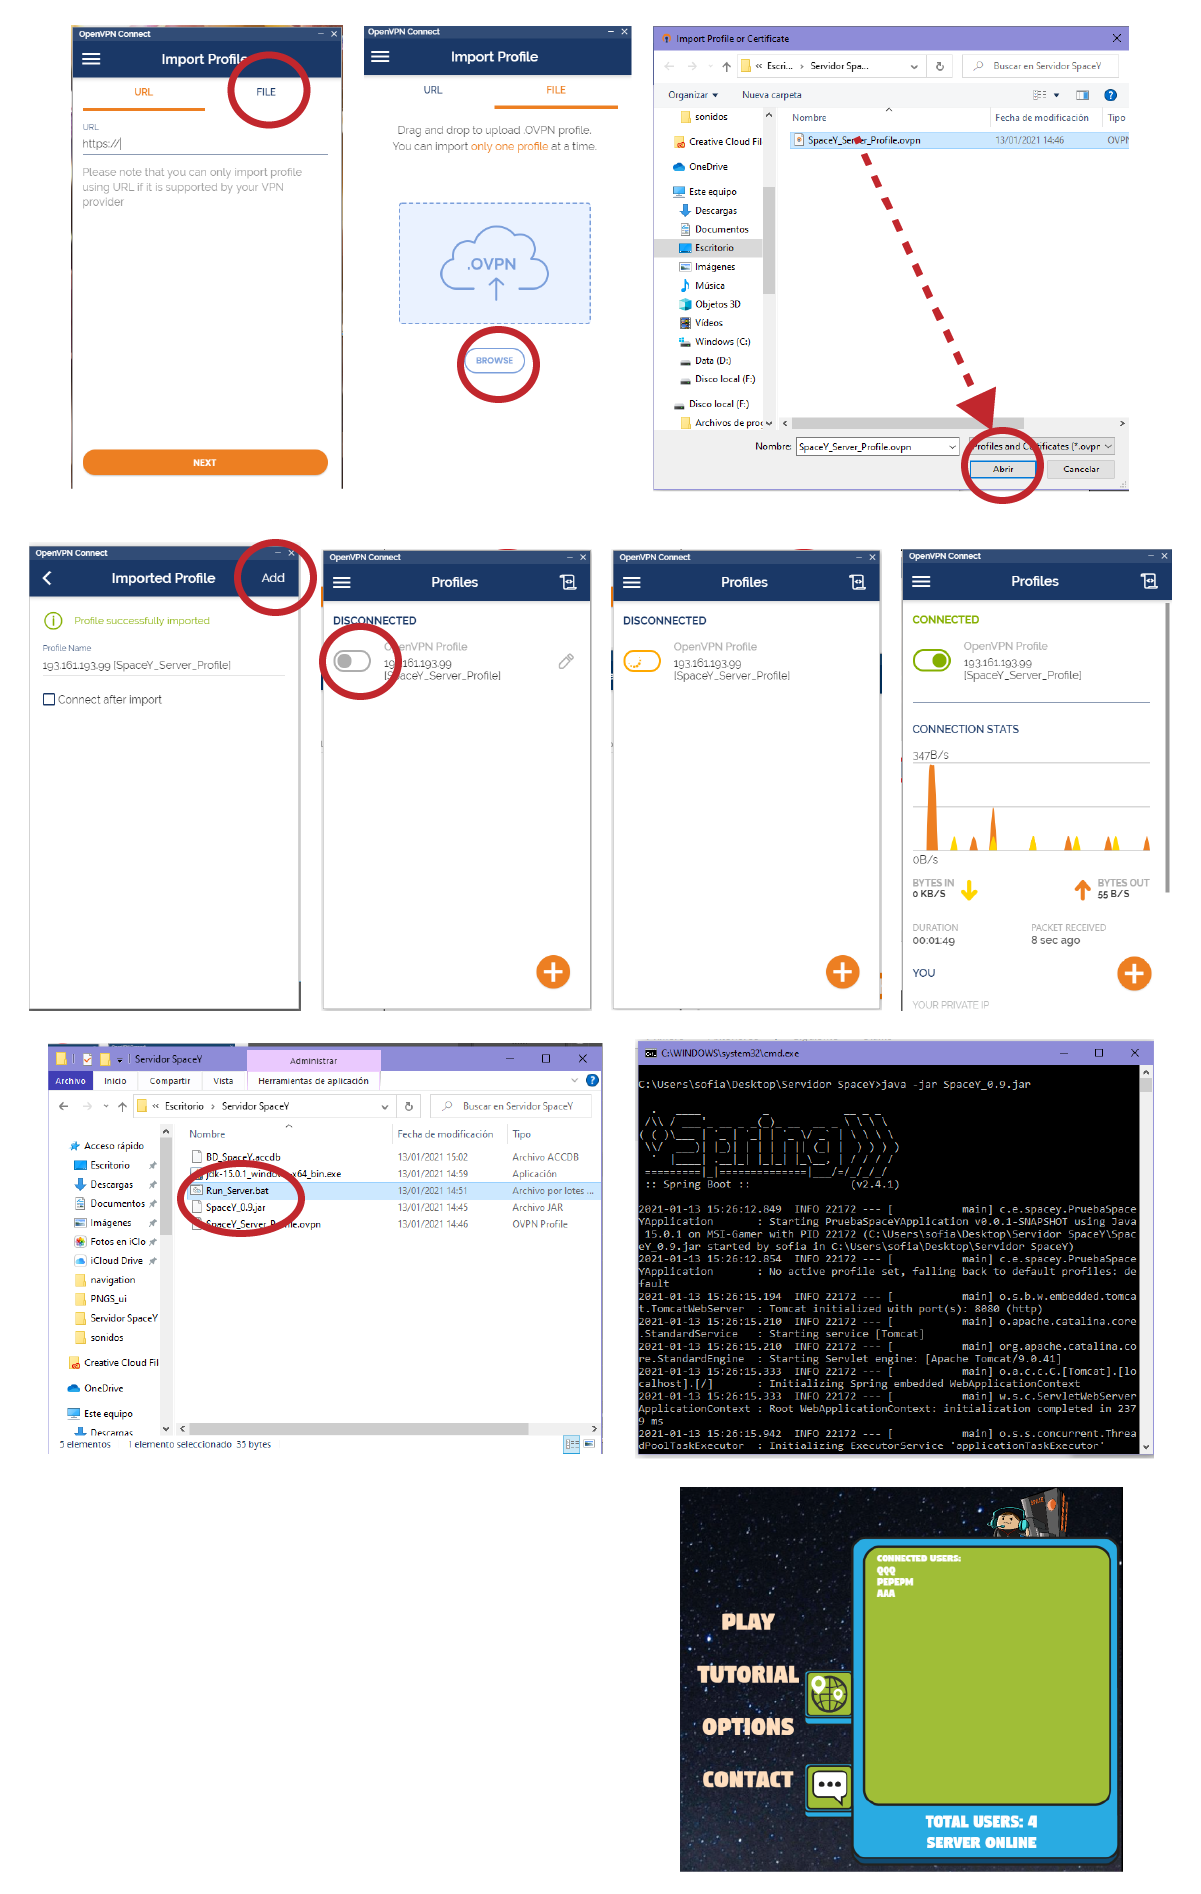 OpenVPN Connect
Import Profile
URL
FILE
URL
https://
Please note that you can only import profile
using URL if it is supported by your VPN
provider
NEXT
OpenVPN Connect
Import Profile
URL
FILE
Drag and drop to upload .OVPN profile.
You can import only one profile at a time.
.OVPN
BROWSE
Import Profile or Certificate
« Escri... > Servidor Spa...
Buscar en Servidor SpaceY
Organizar
Nueva carpeta
sonidos
Creative Cloud Fil
OneDrive
Este equipo
Descargas
Documentos
Escritorio
Imágenes
Música
Objetos 3D
Vídeos
Windows (C:)
Data (D:)
Disco local (F:)
Disco local (F:)
Archivos de proc
Nombre
Fecha de modificación
Tipo
SpaceY_Server_Profile.ovpn
13/01/2021 14:46
OVPN
Nombre:
SpaceY_Server_Profile.ovpn
Profiles and Certificates (*.ovpr
Abrir
Cancelar
OpenVPN Connect
Imported Profile
Add
Profile successfully imported
Profile Name
193.161.193.99 [SpaceY_Server_Profile]
Connect after import
OpenVPN Connect
Profiles
DISCONNECTED
OpenVPN Profile
193.161.193.99
[SpaceY_Server_Profile]
OpenVPN Connect
Profiles
DISCONNECTED
OpenVPN Profile
193.161.193.99
[SpaceY_Server_Profile]
OpenVPN Connect
Profiles
CONNECTED
OpenVPN Profile
193.161.193.99
[SpaceY_Server_Profile]
CONNECTION STATS
347B/s
0B/s
BYTES IN
0 KB/S
BYTES OUT
55 B/S
DURATION
00:01:49
PACKET RECEIVED
8 sec ago
YOU
YOUR PRIVATE IP
Servidor SpaceY
Administrar
Archivo
Inicio
Compartir
Vista
Herramientas de aplicación
« Escritorio > Servidor SpaceY
Buscar en Servidor SpaceY
Acceso rápido
Escritorio
Descargas
Documentos
Imágenes
Fotos en iClo
iCloud Drive
navigation
PNGS_ui
Servidor SpaceY
sonidos
Creative Cloud Fil
OneDrive
Este equipo
Descargas
Nombre
Fecha de modificación
Tipo
BD_SpaceY.accdb
13/01/2021 15:02
Archivo ACCDB
jdk-15.0.1_windows-x64_bin.exe
13/01/2021 14:59
Aplicación
Run_Server.bat
13/01/2021 14:51
Archivo por lotes ...
SpaceY_0.9.jar
13/01/2021 14:45
Archivo JAR
SpaceY_Server_Profile.ovpn
13/01/2021 14:46
OVPN Profile
5 elementos
1 elemento seleccionado 35 bytes
C:\WINDOWS\system32\cmd.exe
C:\Users\sofia\Desktop\Servidor SpaceY>java -jar SpaceY_0.9.jar
:: Spring Boot :: (v2.4.1)
2021-01-13 15:26:12.849 INFO 22172 --- [ main] c.e.spacey.PruebaSpace
YApplication : Starting PruebaSpaceYApplication v0.0.1-SNAPSHOT using Java
15.0.1 on MSI-Gamer with PID 22172 (C:\Users\sofia\Desktop\Servidor SpaceY\Spac
eY_0.9.jar started by sofia in C:\Users\sofia\Desktop\Servidor SpaceY)
2021-01-13 15:26:12.854 INFO 22172 --- [ main] c.e.spacey.PruebaSpace
YApplication : No active profile set, falling back to default profiles: de
fault
2021-01-13 15:26:15.194 INFO 22172 --- [ main] o.s.b.w.embedded.tomca
t.TomcatWebServer : Tomcat initialized with port(s): 8080 (http)
2021-01-13 15:26:15.210 INFO 22172 --- [ main] o.apache.catalina.core
.StandardService : Starting service [Tomcat]
2021-01-13 15:26:15.210 INFO 22172 --- [ main] org.apache.catalina.co
re.StandardEngine : Starting Servlet engine: [Apache Tomcat/9.0.41]
2021-01-13 15:26:15.333 INFO 22172 --- [ main] o.a.c.c.C.[Tomcat].[lo
calhost].[/] : Initializing Spring embedded WebApplicationContext
2021-01-13 15:26:15.333 INFO 22172 --- [ main] w.s.c.ServletWebServer
ApplicationContext : Root WebApplicationContext: initialization completed in 237
9 ms
2021-01-13 15:26:15.942 INFO 22172 --- [ main] o.s.s.concurrent.Threa
dPoolTaskExecutor : Initializing ExecutorService 'applicationTaskExecutor'
PLAY
TUTORIAL
OPTIONS
CONTACT
CONNECTED USERS:
QQQ
PEPEPM
AAA
TOTAL USERS: 4
SERVER ONLINE